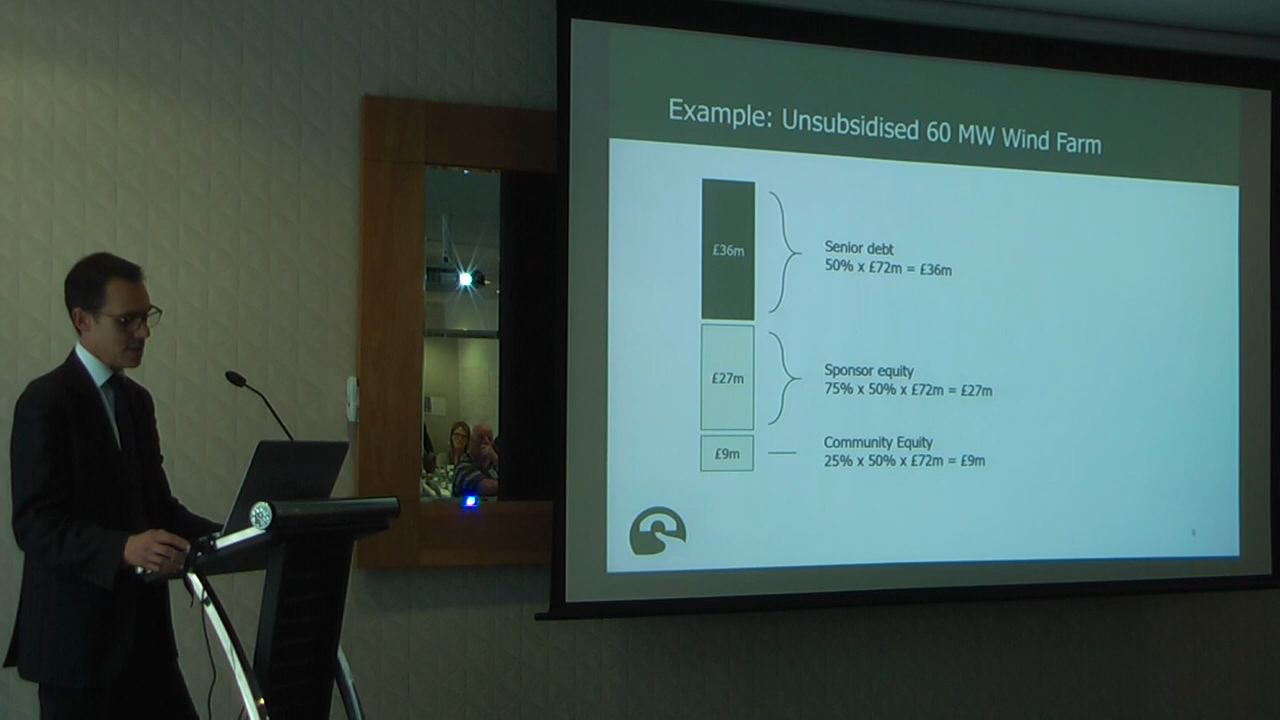 Example: Unsubsidised 60 MW Wind Farm
£36m
Senior debt
50% x £72m = £36m
£27m
Sponsor equity
75% x 50% x £72m = £27m
£9m
Community Equity
25% x 50% x £72m = £9m